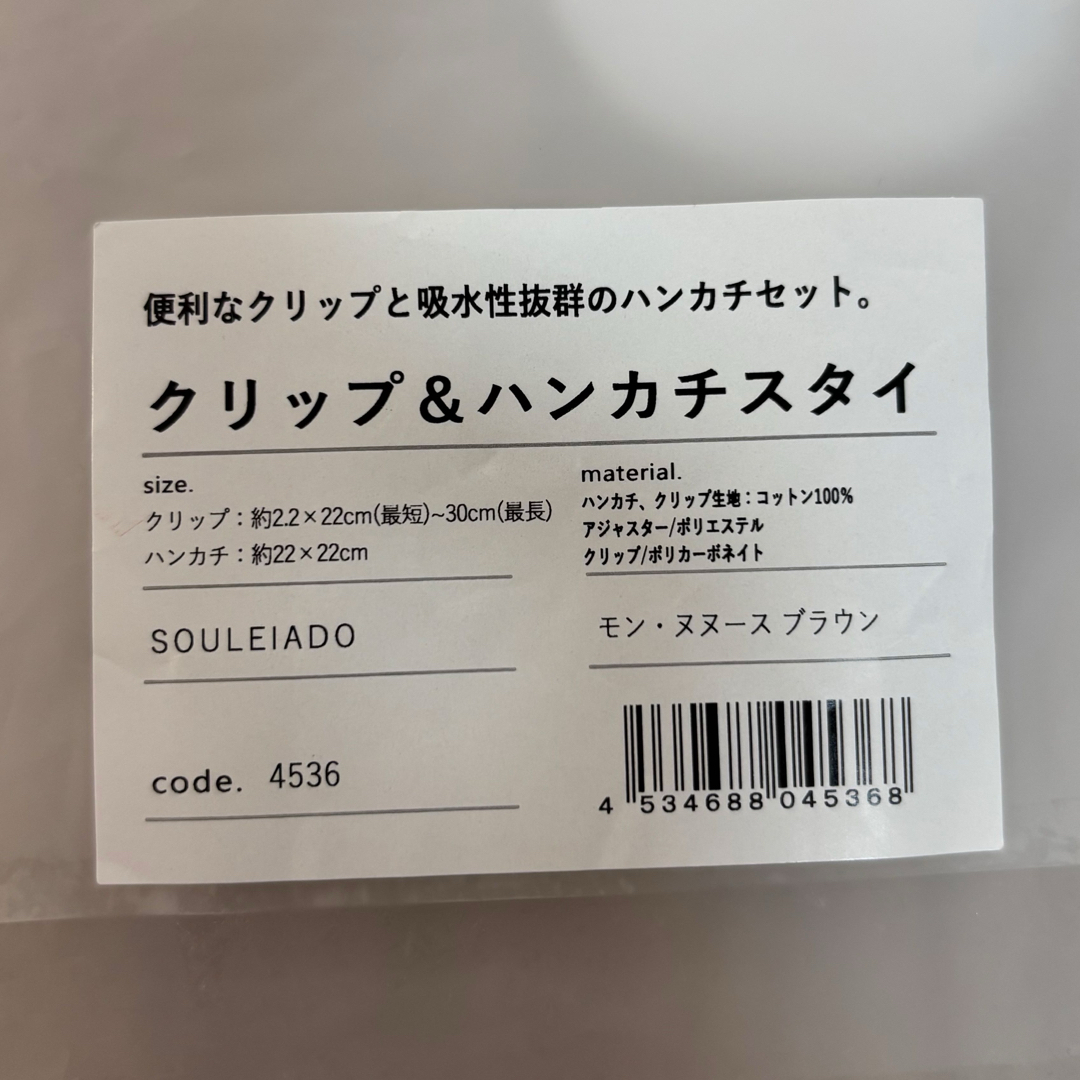 便利なクリップと吸水性抜群のハンカチセット。
クリップ＆ハンカチスタイ
size.
クリップ：約2.2×22cm(最短)~30cm(最長)
ハンカチ：約22×22cm
material.
ハンカチ、クリップ生地：コットン100%
アジャスター/ポリエステル
クリップ/ポリカーボネイト
SOULEIADO
モン・ヌヌース ブラウン
code. 4536
4 534688 045368